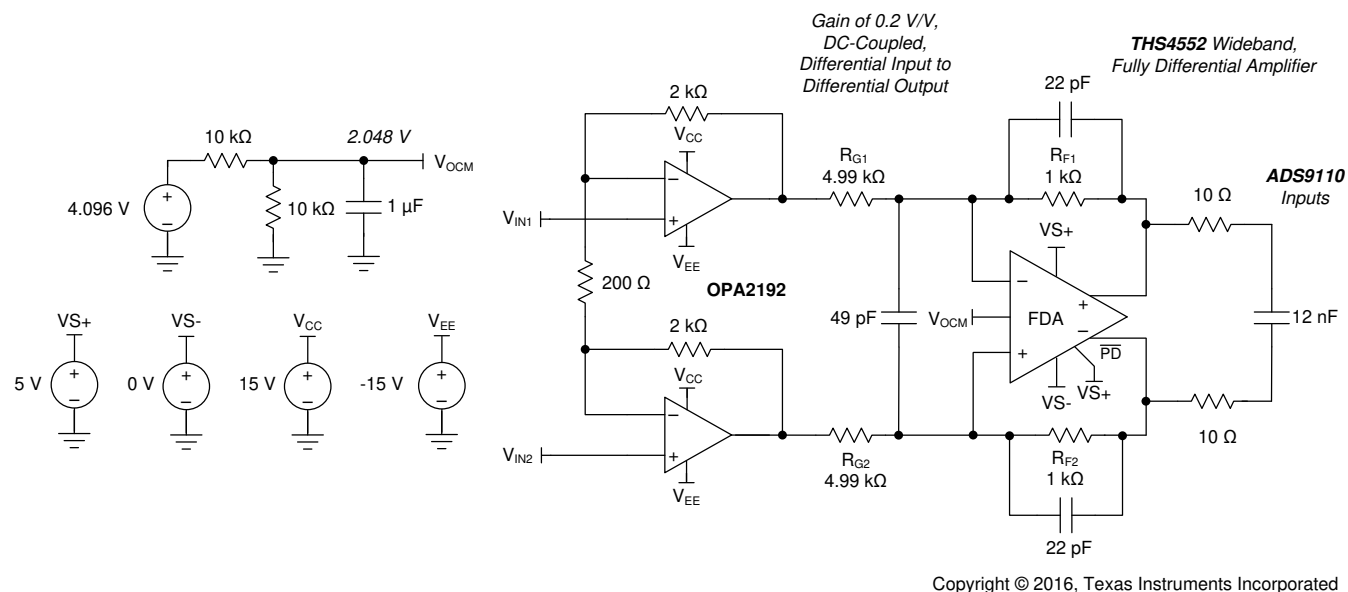 Gain of 0.2 V/V,
DC-Coupled,
Differential Input to
Differential Output
THS4552 Wideband,
Fully Differential Amplifier
10 kΩ
2.048 V
VOCM
4.096 V
+
−
10 kΩ
1 µF
VS+
5 V
+
−
VS-
0 V
+
−
VCC
15 V
+
−
VEE
-15 V
+
−
2 kΩ
VCC
−
+
VIN1
VEE
200 Ω
OPA2192
2 kΩ
VCC
−
+
VIN2
VEE
RG1
4.99 kΩ
49 pF
RG2
4.99 kΩ
22 pF
RF1
1 kΩ
VS+
−
+
VOCM
FDA
+
−
PD
VS-
VS+
RF2
1 kΩ
22 pF
10 Ω
ADS9110
Inputs
12 nF
10 Ω
Copyright © 2016, Texas Instruments Incorporated